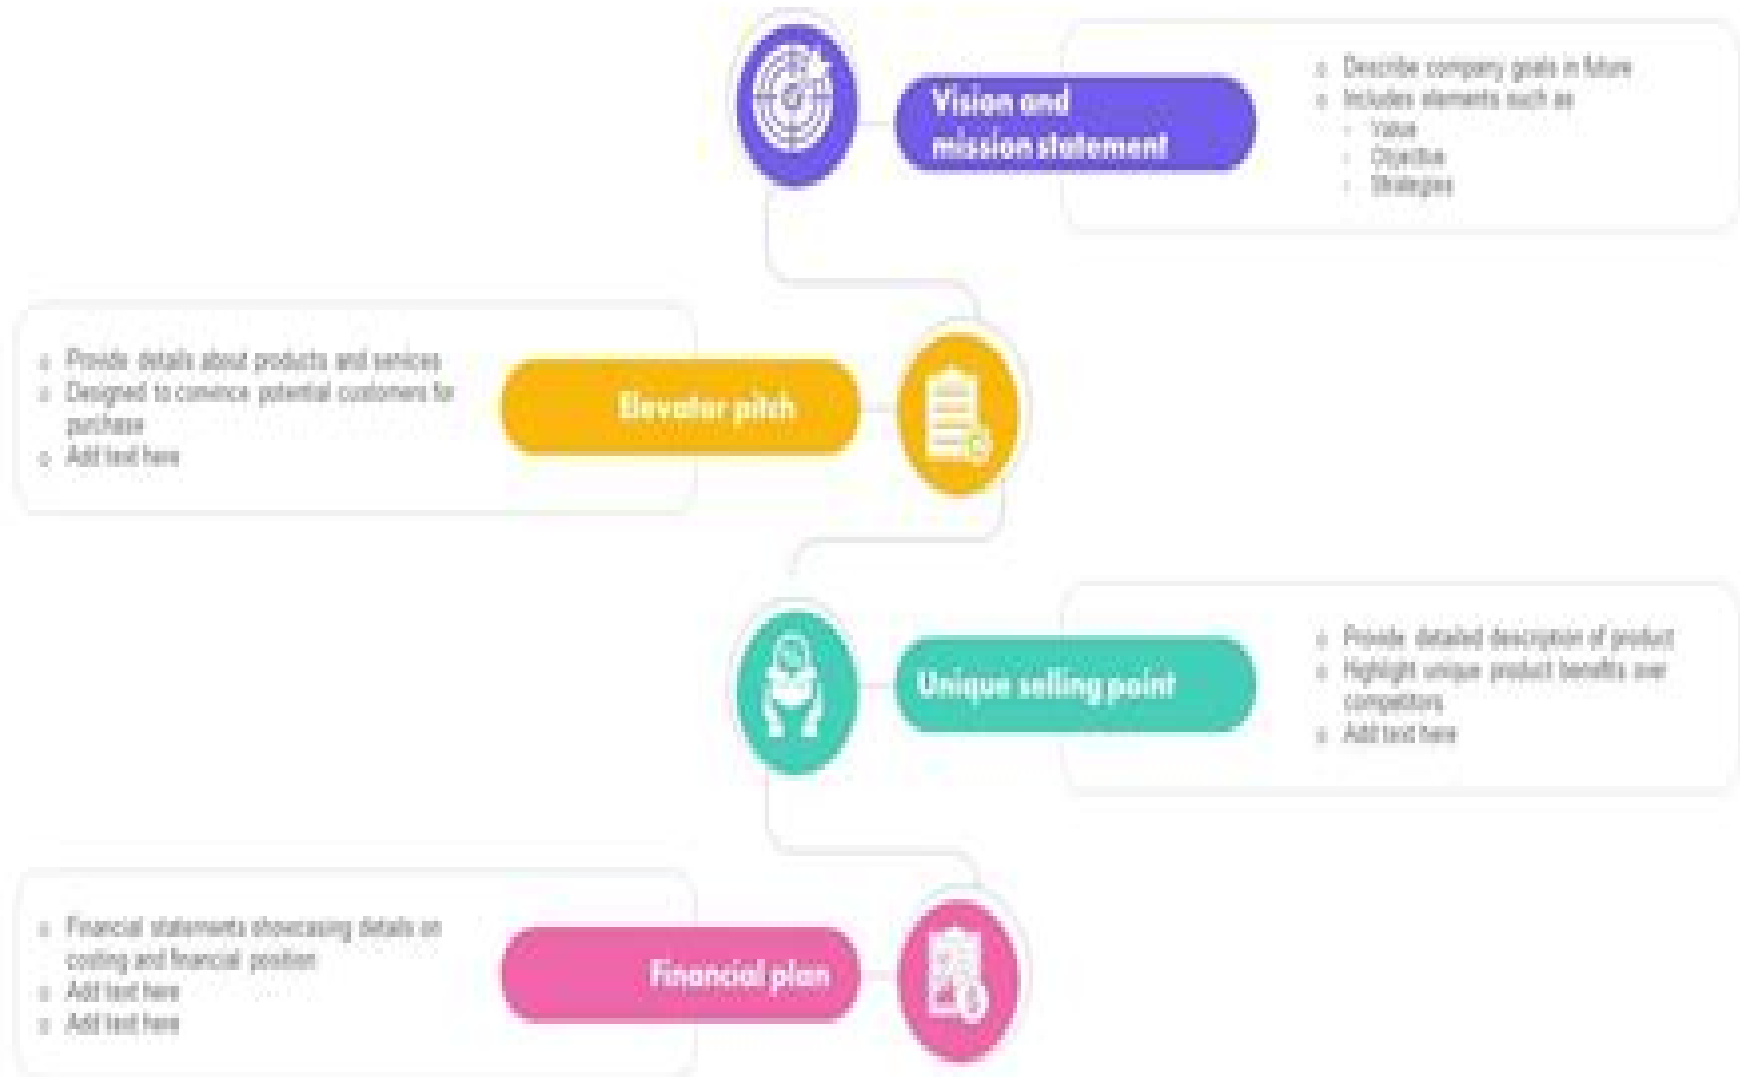 Vision and
mission statement
Describe company goals in future
Includes elements such as
Value
Objective
Strategies
Provide details about products and services
Designed to convince potential customers for
purchase
Add text here
Elevator pitch
Unique selling point
Provide detailed description of product
Highlight unique product benefits over
competitors
Add text here
Financial statements showcasing details on
costing and financial position
Add text here
Add text here
Financial plan